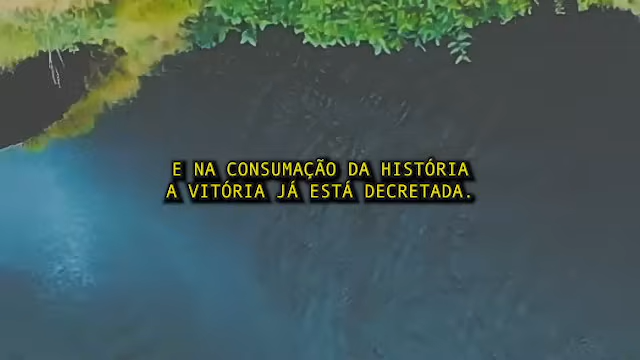 E NA CONSUMAÇÃO DA HISTÓRIA
A VITÓRIA JÁ ESTÁ DECRETADA.